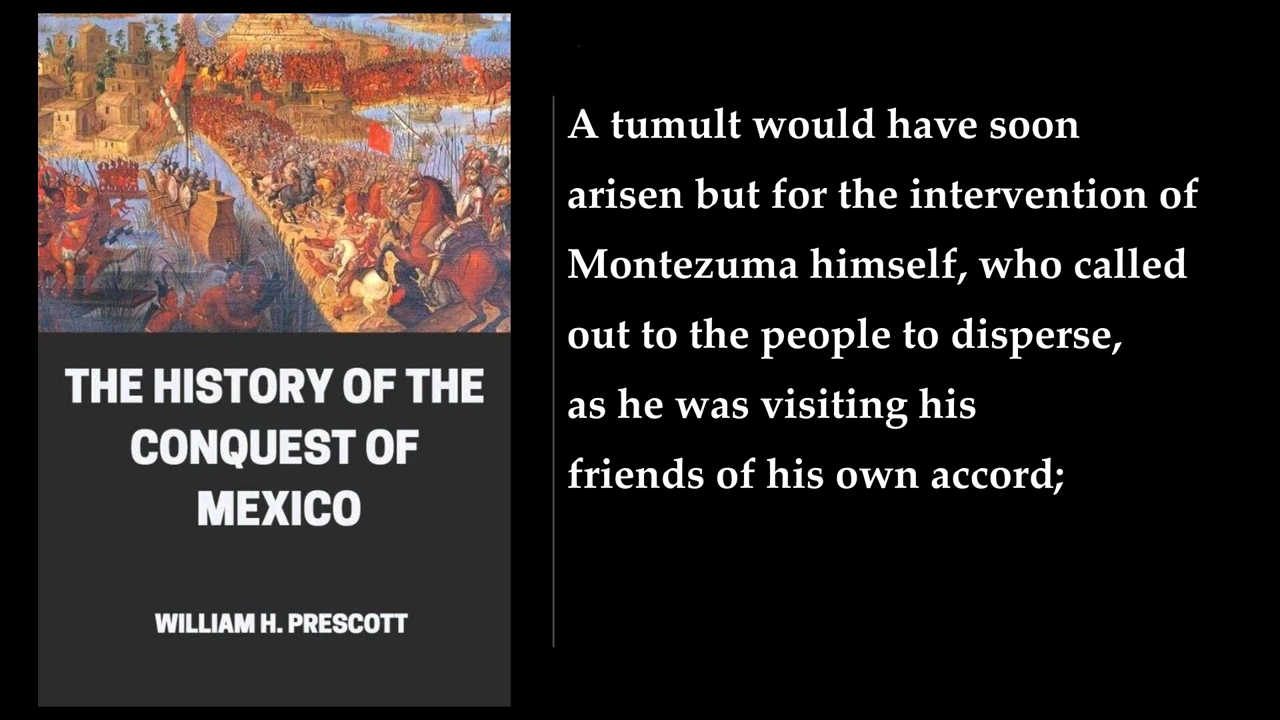 THE HISTORY OF THE
CONQUEST OF
MEXICO
WILLIAM H. PRESCOTT
A tumult would have soon
arisen but for the intervention of
Montezuma himself, who called
out to the people to disperse,
as he was visiting his
friends of his own accord;